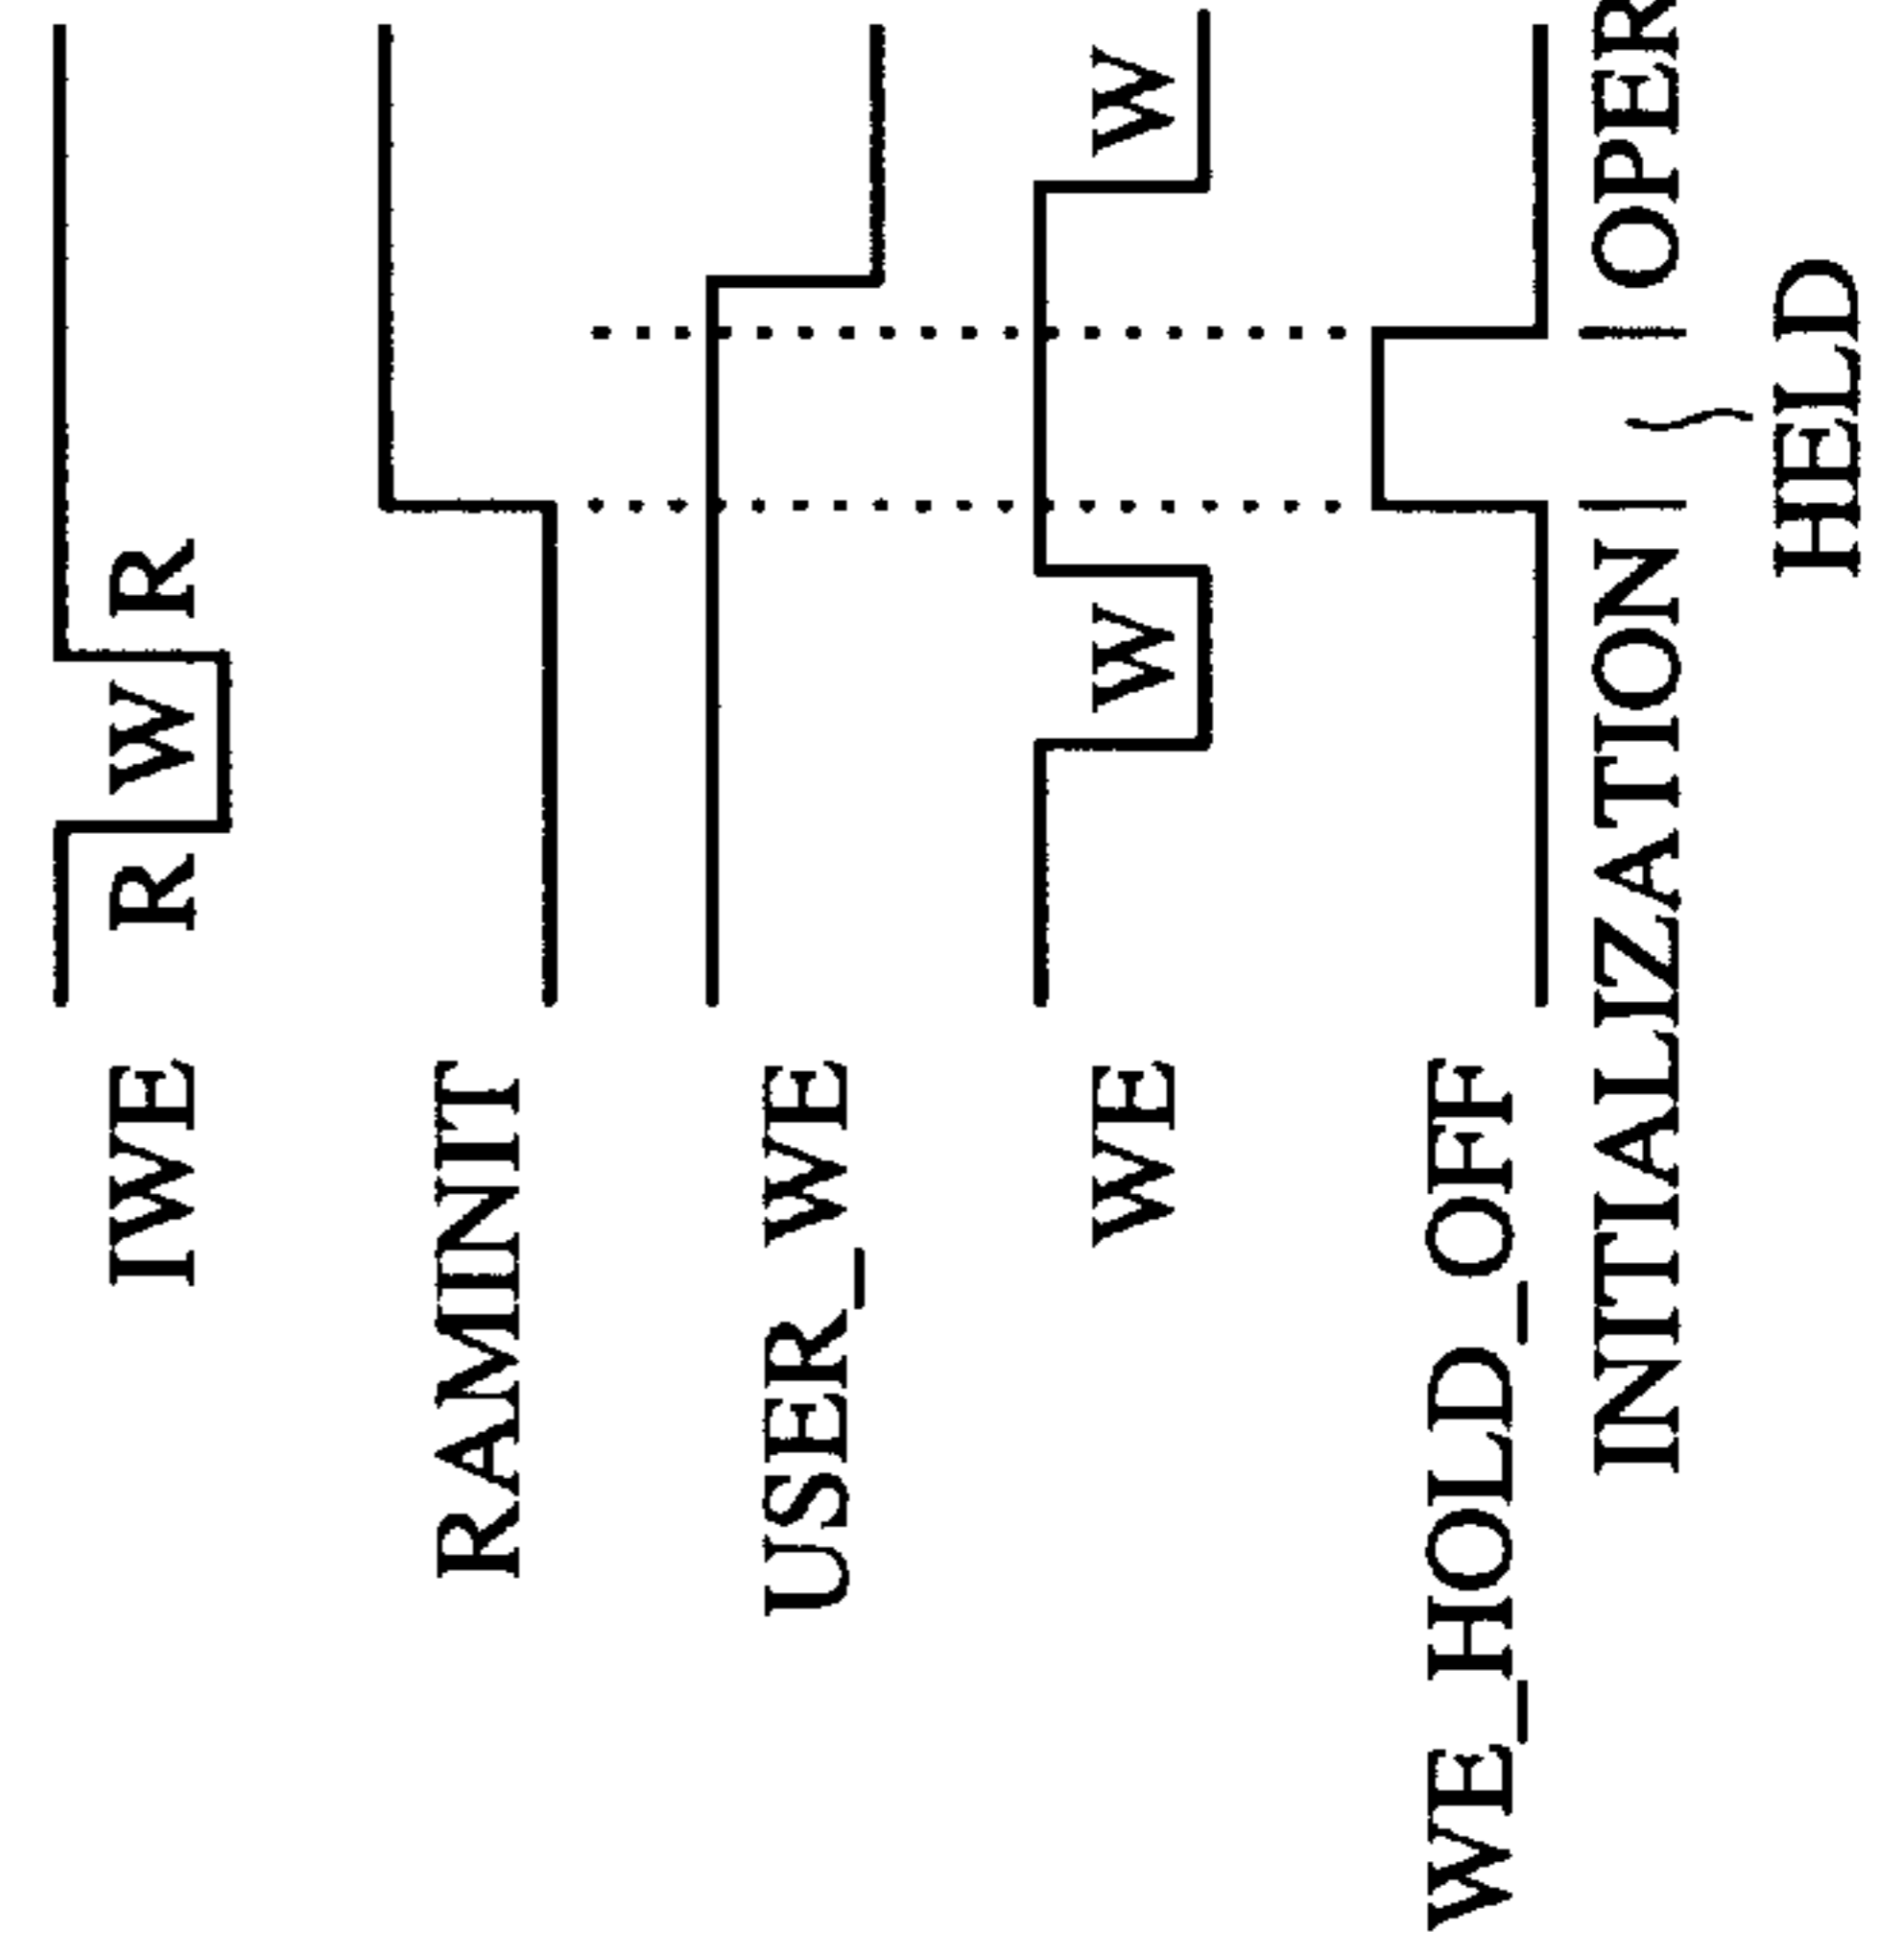 IWE R W R
RAMINIT
USER_WE
WE W W
WE_HOLD_OFF
INITIALIZATION OPER
HELD